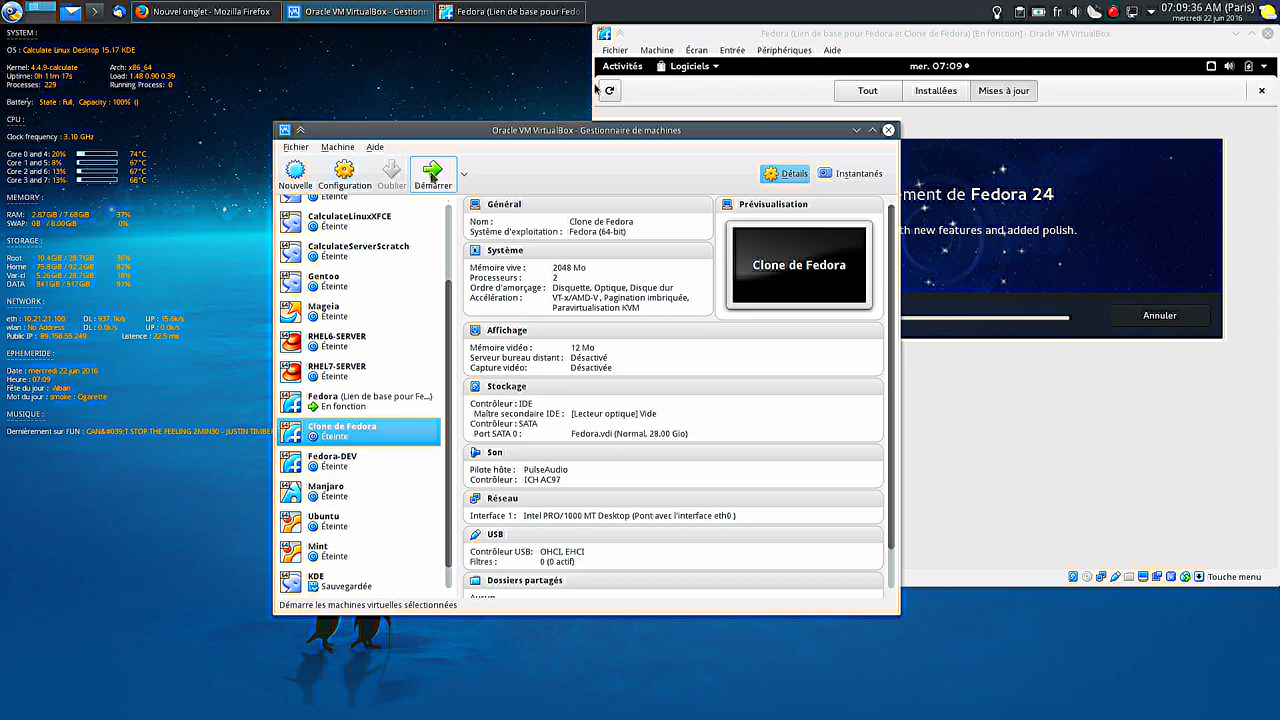 Nouvel onglet - Mozilla Firefox
Oracle VM VirtualBox - Gestionn
Fedora (Lien de base pour Fedo
fr
07:09:36 AM (Paris)
mercredi 22 juin 2016
SYSTEM :
OS : Calculate Linux Desktop 15.17 KDE
Kernel: 4.4.9-calculate Arch: x86_64
Uptime: 0h 11m 17s Load: 1.48 0.90 0.39
Processes: 229 Running Process: 0
Battery: State : Full, Capacity : 100% ()
CPU :
Clock-frequency : 3.10 GHz
Core 0 and 4: 20% 74°C
Core 1 and 5: 8% 67°C
Core 2 and 6: 13% 67°C
Core 3 and 7: 13% 68°C
MEMORY :
RAM : 2.87GiB / 7.68GiB 37%
SWAP: 0B / 8.00GiB 0%
STORAGE :
Root : 10.4GiB / 28.7GiB 36%
Home : 75.8GiB / 92.2GiB 82%
Var-cl : 5.26GiB / 28.7GiB 18%
DATA : 841GiB / 917GiB 91%
NETWORK :
eth : 10.21.21.100 DL : 937.1k/s UP : 15.6k/s
wlan : No Address DL : 0.0k/s UP : 0.0k/s
Public IP : 89.158.55.249 Latence : 22.5 ms
EPHEMERIDE :
Date : mercredi 22 juin 2016
Heure : 07:09
Fête du jour : Alban
Mot du jour : smoke : Cigarette
MUSIQUE :
Dernièrement sur FUN : CAN&#039;T STOP THE FEELING 2MIN30 - JUSTIN TIMBER
Fedora (Lien de base pour Fedora et Clone de Fedora) [En fonction] - Oracle VM VirtualBox
Fichier Machine Écran Entrée Périphériques Aide
Activités Logiciels mer. 07:09
Tout Installées Mises à jour
ment de Fedora 24
th new features and added polish.
Annuler
Touche menu
Oracle VM VirtualBox - Gestionnaire de machines
Fichier Machine Aide
Nouvelle Configuration Oublier Démarrer
Détails Instantanés
Éteinte
CalculateLinuxXFCE
Éteinte
CalculateServerScratch
Éteinte
Gentoo
Éteinte
Mageia
Éteinte
RHEL6-SERVER
Éteinte
RHEL7-SERVER
Éteinte
Fedora (Lien de base pour Fe...)
En fonction
Clone de Fedora
Éteinte
Fedora-DEV
Éteinte
Manjaro
Éteinte
Ubuntu
Éteinte
Mint
Éteinte
KDE
Sauvegardée
Général
Nom : Clone de Fedora
Système d'exploitation : Fedora (64-bit)
Système
Mémoire vive : 2048 Mo
Processeurs : 2
Ordre d'amorçage : Disquette, Optique, Disque dur
Accélération : VT-x/AMD-V , Pagination imbriquée,
Paravirtualisation KVM
Prévisualisation
Clone de Fedora
Affichage
Mémoire vidéo : 12 Mo
Serveur bureau distant : Désactivé
Capture vidéo : Désactivée
Stockage
Contrôleur : IDE
Maître secondaire IDE : [Lecteur optique] Vide
Contrôleur : SATA
Port SATA 0 : Fedora.vdi (Normal, 28.00 Gio)
Son
Pilote hôte : PulseAudio
Contrôleur : ICH AC97
Réseau
Interface 1 : Intel PRO/1000 MT Desktop (Pont avec l'interface eth0 )
USB
Contrôleur USB: OHCI, EHCI
Filtres : 0 (0 actif)
Dossiers partagés
Aucun
Démarre les machines virtuelles sélectionnées